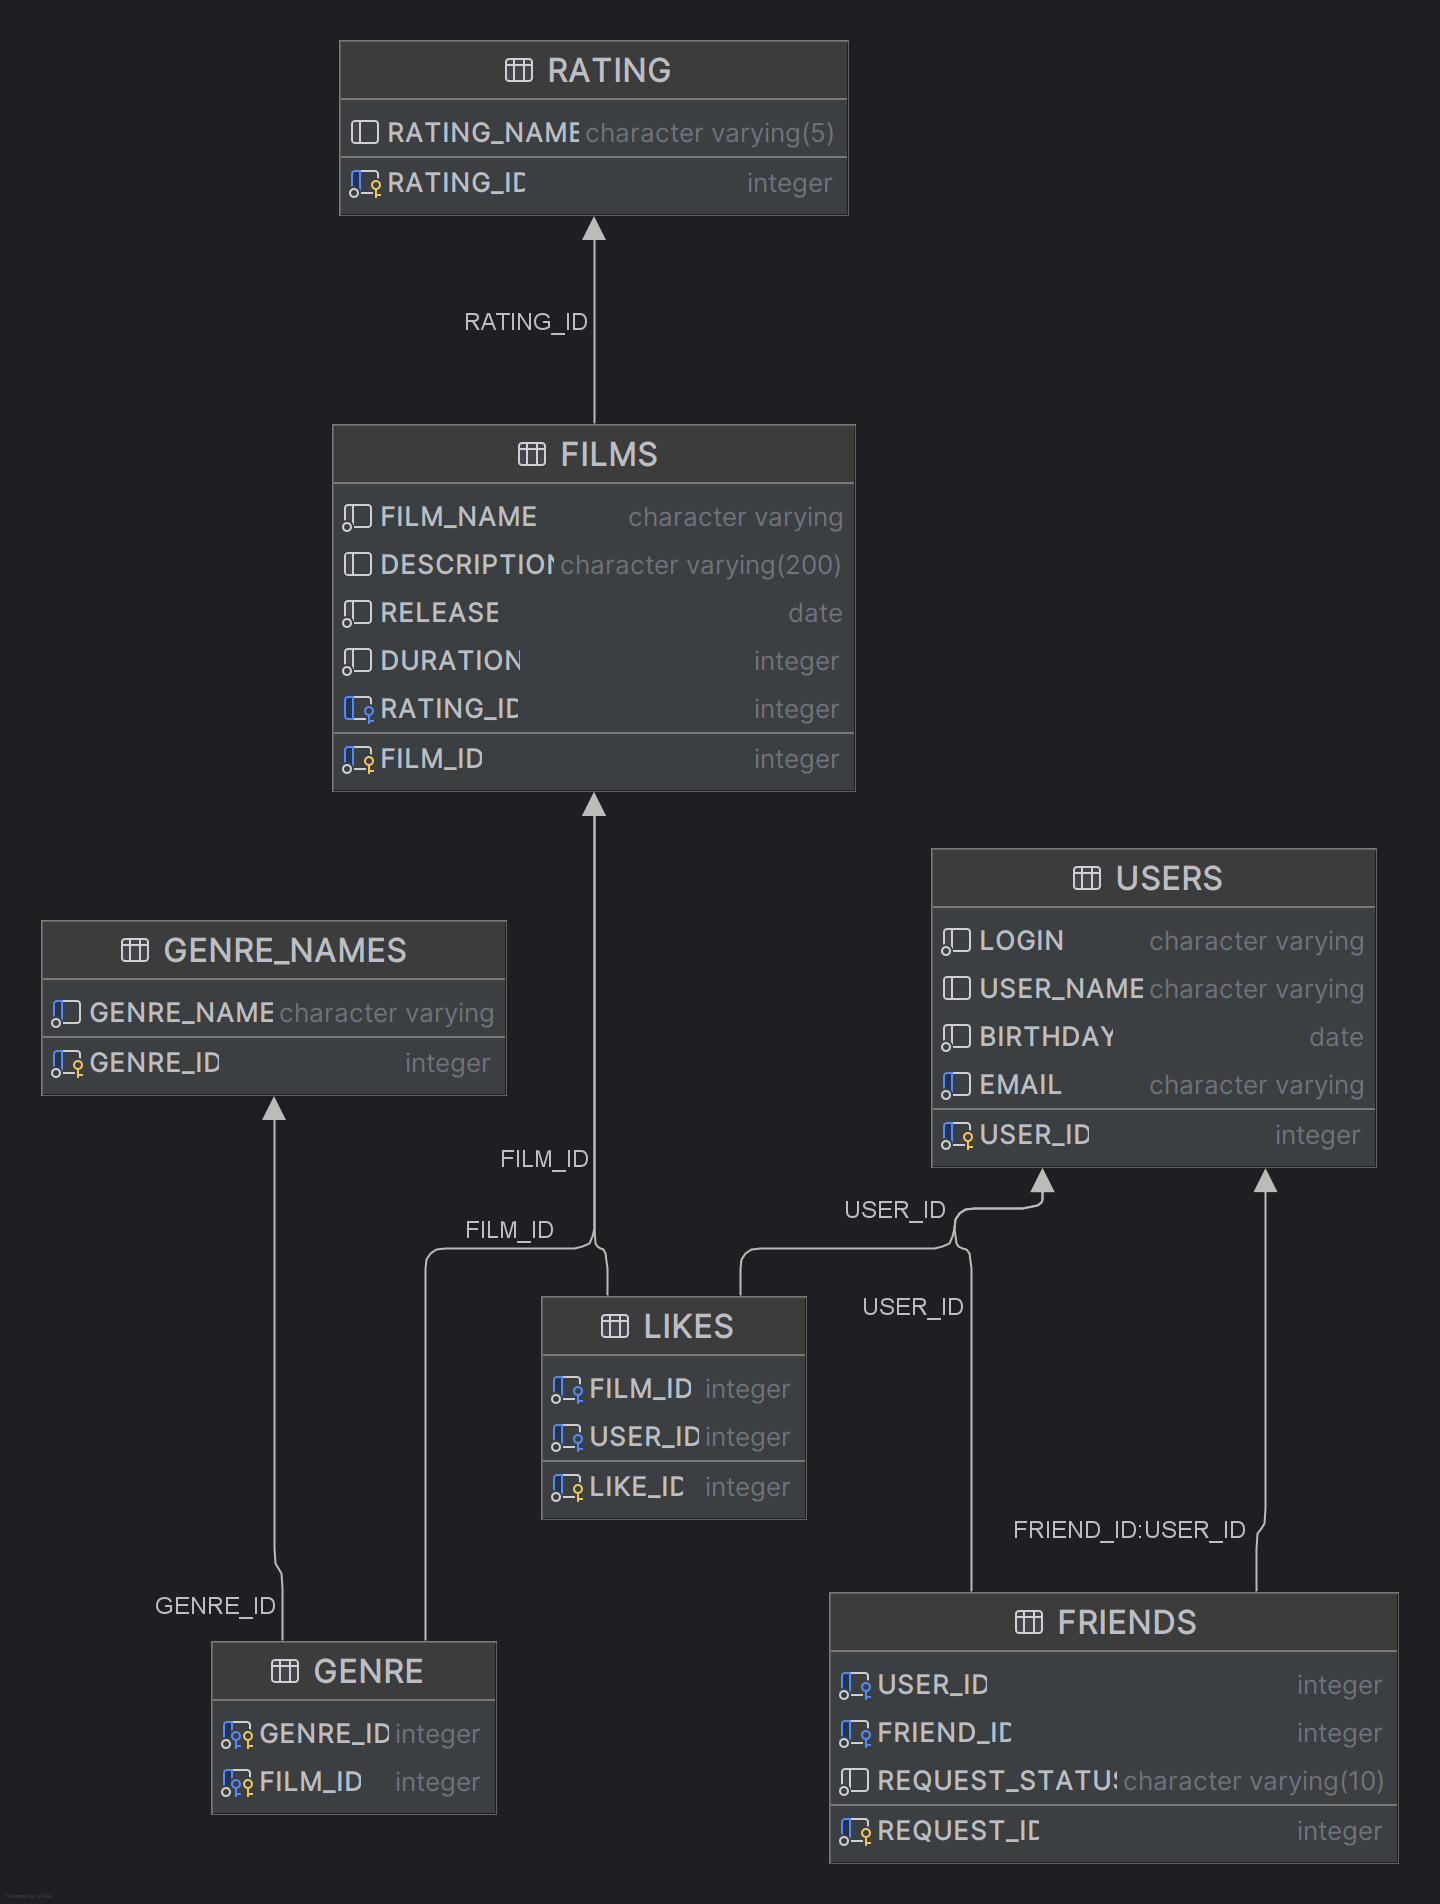 RATING
RATING_NAME character varying(5)
RATING_ID integer
RATING_ID
FILMS
FILM_NAME character varying
DESCRIPTION character varying(200)
RELEASE date
DURATION integer
RATING_ID integer
FILM_ID integer
USERS
LOGIN character varying
USER_NAME character varying
BIRTHDAY date
EMAIL character varying
USER_ID integer
GENRE_NAMES
GENRE_NAME character varying
GENRE_ID integer
FILM_ID
FILM_ID
USER_ID
USER_ID
LIKES
FILM_ID integer
USER_ID integer
LIKE_ID integer
FRIEND_ID:USER_ID
GENRE_ID
GENRE
GENRE_ID integer
FILM_ID integer
FRIENDS
USER_ID integer
FRIEND_ID integer
REQUEST_STATUS character varying(10)
REQUEST_ID integer
Powered by yFiles